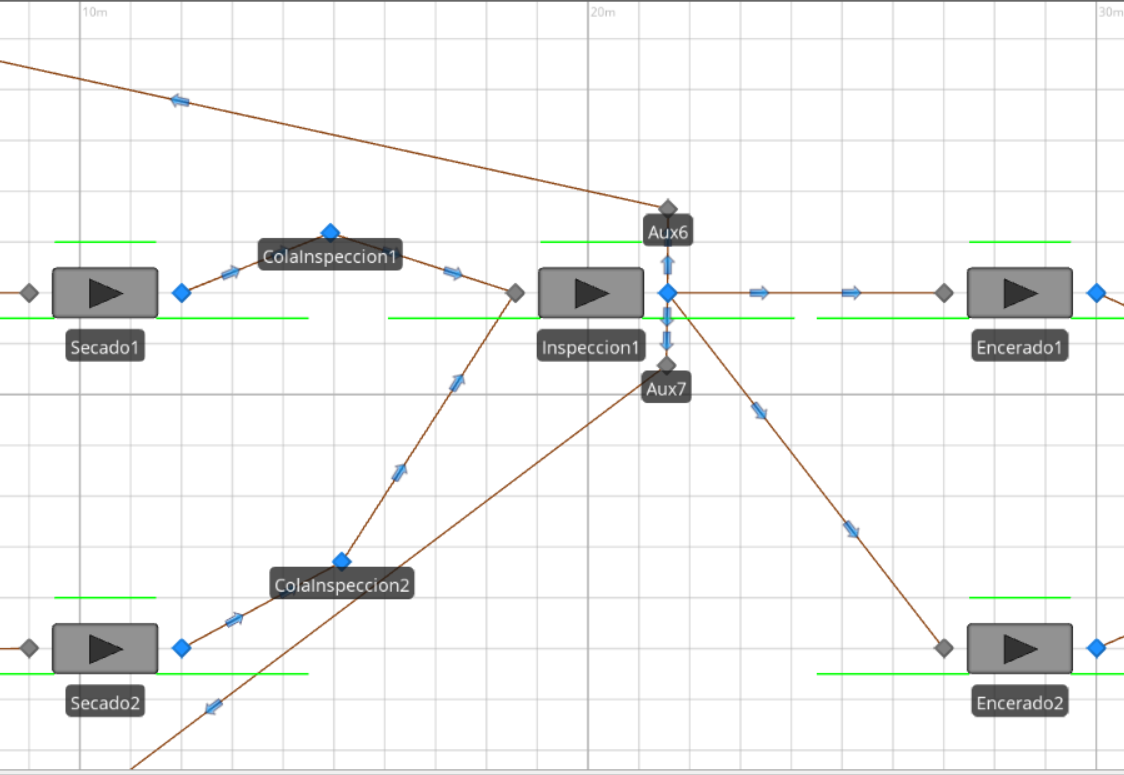 10m
20m
30m
Aux6
ColaInspeccion1
Secado1
Inspeccion1
Encerado1
Aux7
ColaInspeccion2
Secado2
Encerado2